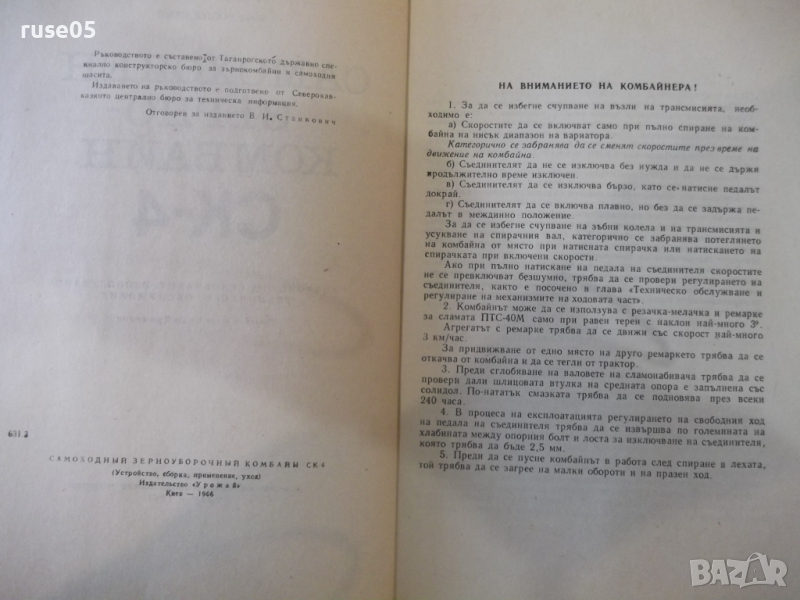 ruse05
Ръководството е съставено от Таганрогското държавно спе-
циално конструкторско бюро за зърнокомбайни и самоходни
шасита.
Издаването на ръководството е подготвено от Северокав-
казкото централно бюро за техническа информация.
Отговорен за изданието В. И. Станкович
631.3
САМОХОДНЫЙ ЗЕРНОУБОРОЧНЫЙ КОМБАЙЫ СК-4
(Устройство, сборка, применение, уход)
Издательство «Урожай»
Киев — 1966
НА ВНИМАНИЕТО НА КОМБАЙНЕРА!
1. За да се избегне счупване на възли на трансмисията, необ-
ходимо е:
а) Скоростите да се включват само при пълно спиране на ком-
байна на нисък диапазон на вариатора.
Категорично се забранява да се сменят скоростите през време на
движение на комбайна.
б) Съединителят да не се изключва без нужда и да не се държи
продължително време изключен.
в) Съединителят да се изключва бързо, като се натисне педалът
докрай.
г) Съединителят да се включва плавно, но без да се задържа пе-
далът в междинно положение.
За да се избегне счупване на зъбни колела и на трансмисията и
усукване на спирачния вал, категорично се забранява потеглянето
на комбайна от място при натисната спирачка или натискането на
спирачката при включени скорости.
Ако при пълно натискане на педала на съединителя скоростите
не се превключват безшумно, трябва да се провери регулирането на
съединителя, както е посочено в глава «Техническо обслужване и
регулиране на механизмите на ходовата част».
2. Комбайнът може да се използува с резачка-мелачка и ремарке
за сламата ПТС-40М само при равен терен с наклон най-много 3°.
Агрегатът с ремарке трябва да се движи със скорост най-много
3 км/час.
За придвижване от едно място на друго ремаркето трябва да се
откачва от комбайна и да се тегли от трактор.
3. Преди сглобяване на валовете на сламонабивача трябва да се
провери дали шлицовата втулка на средната опора е запълнена със
солидол. По-нататък смазката трябва да се подновява през всеки
240 часа.
4. В процеса на експлоатацията регулирането на свободния ход
на педала на съединителя трябва да се извършва по големината на
хлабината между опорния болт и лоста за изключване на съединителя,
която трябва да бъде 2,5 мм.
5. Преди да се пусне комбайнът в работа след спиране в лехата,
той трябва да се загрее на малки обороти и на празен ход.
BAZAR